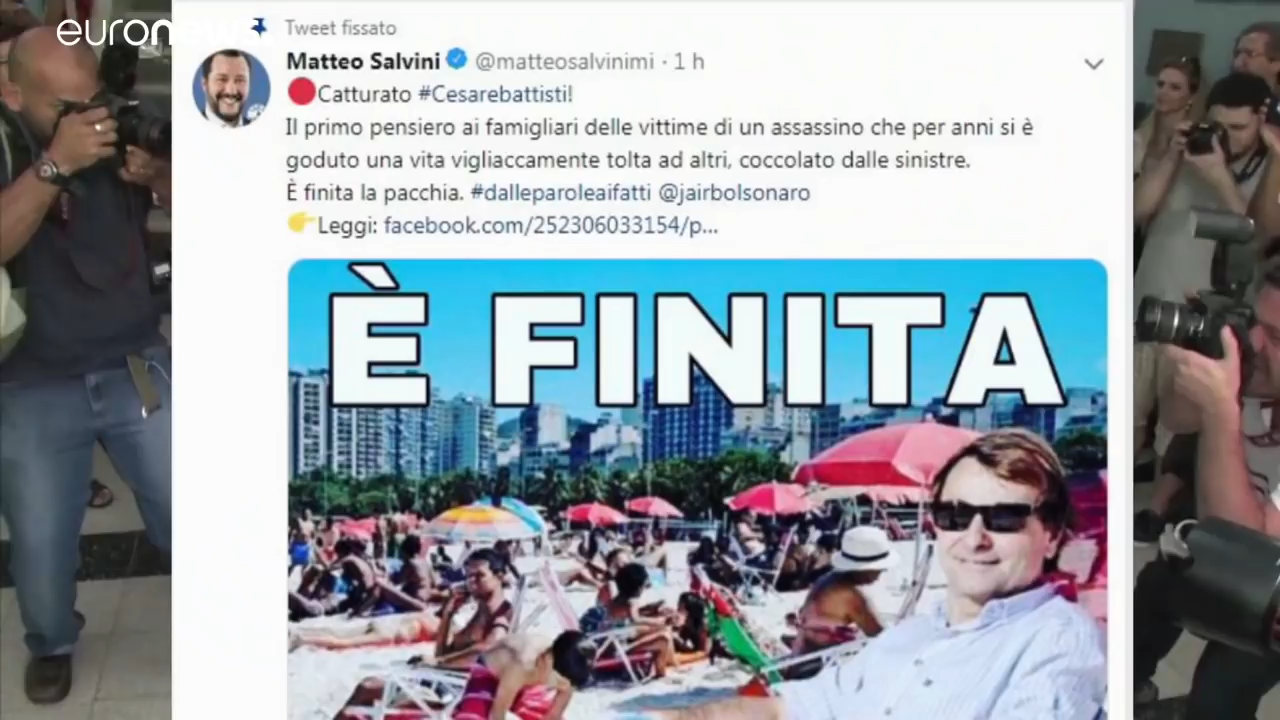 euronews
Tweet fissato
Matteo Salvini @matteosalvinimi · 1 h
Catturato #Cesarebattisti!
Il primo pensiero ai famigliari delle vittime di un assassino che per anni si è
goduto una vita vigliaccamente tolta ad altri, coccolato dalle sinistre.
È finita la pacchia. #dalleparoleaifatti @jairbolsonaro
Leggi: facebook.com/252306033154/p...
È FINITA